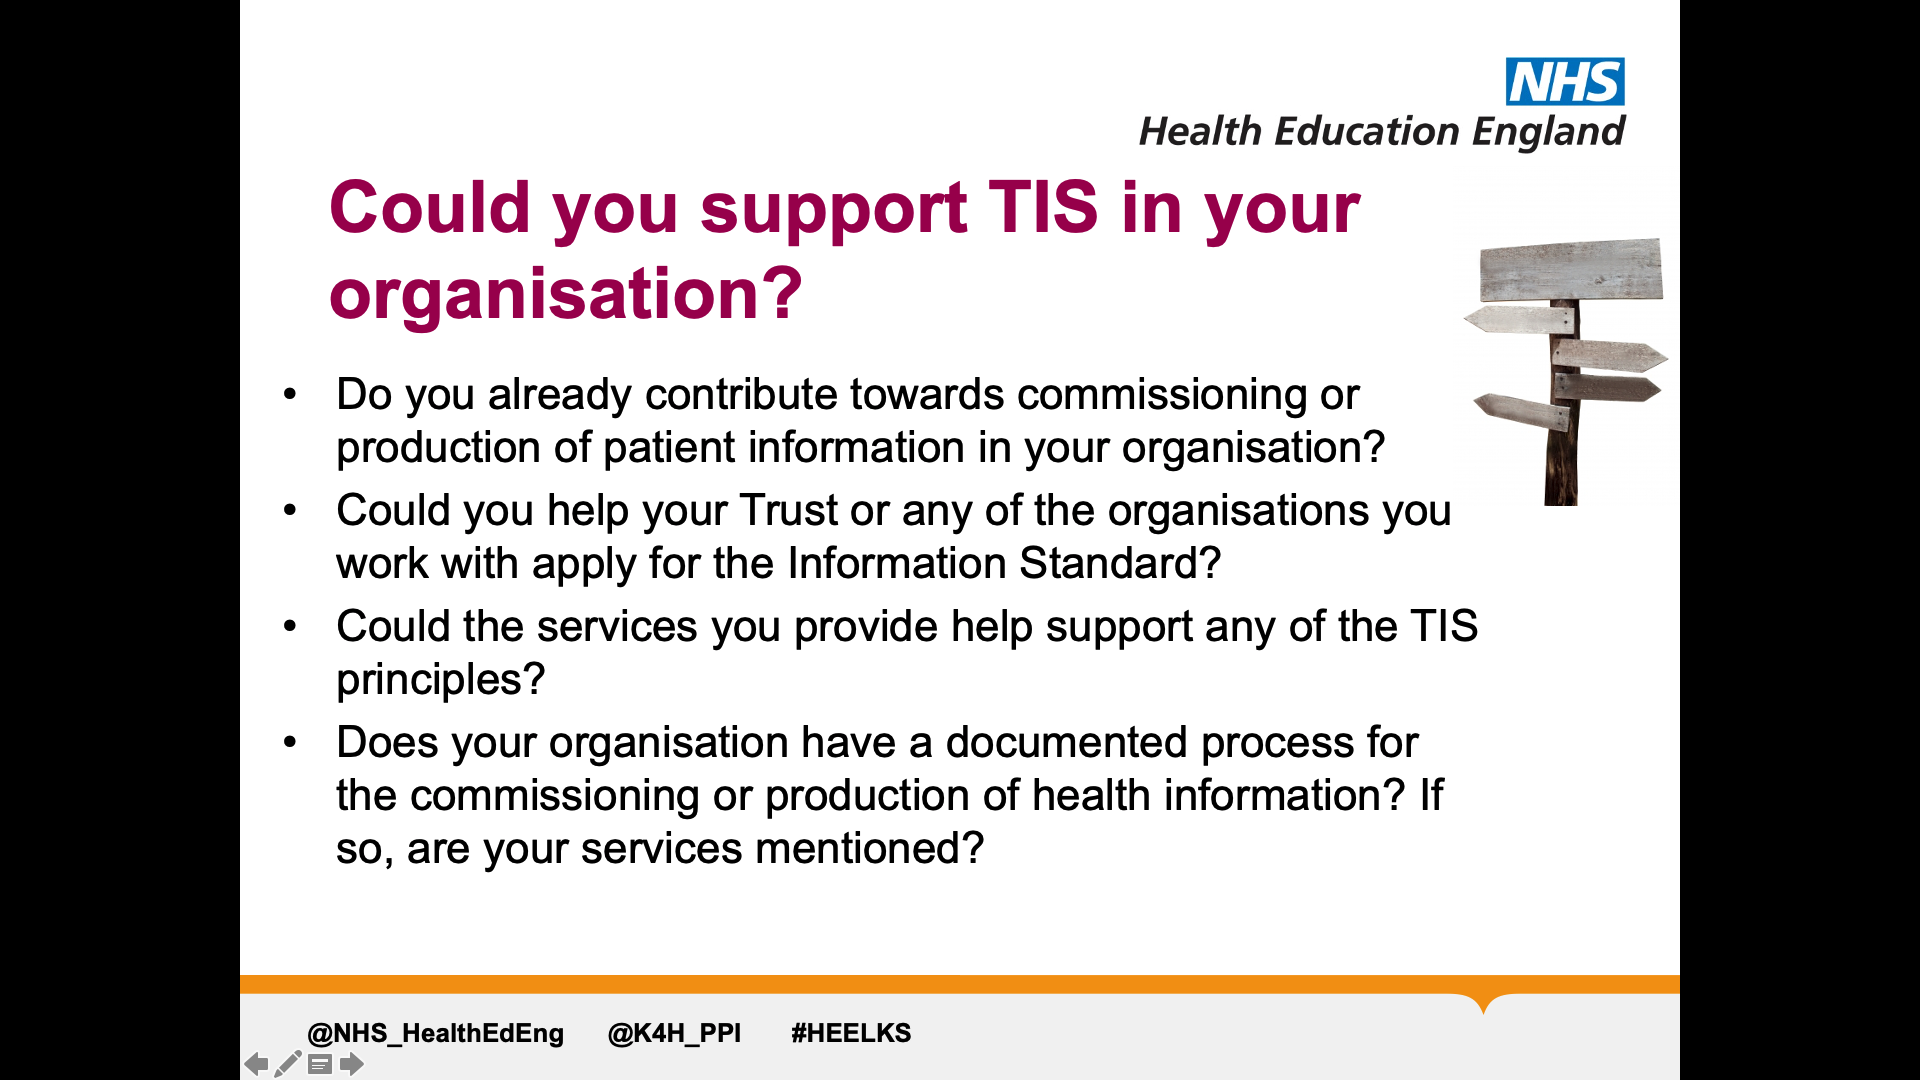 NHS
Health Education England
Could you support TIS in your
organisation?
• Do you already contribute towards commissioning or
production of patient information in your organisation?
• Could you help your Trust or any of the organisations you
work with apply for the Information Standard?
• Could the services you provide help support any of the TIS
principles?
• Does your organisation have a documented process for
the commissioning or production of health information? If
so, are your services mentioned?
@NHS_HealthEdEng @K4H_PPI #HEELKS